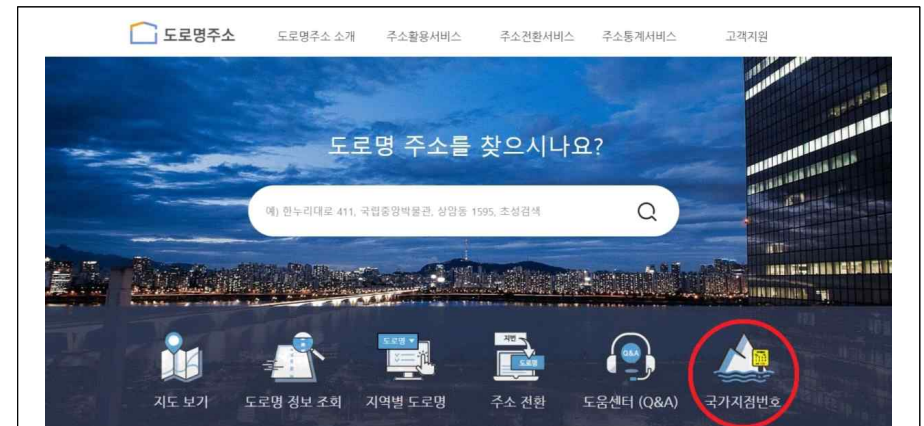 도로명주소 도로명주소 소개 주소활용서비스 주소전환서비스 주소통계서비스 고객지원
도로명 주소를 찾으시나요?
예) 한누리대로 411, 국립중앙박물관, 상암동 1595, 초성검색
도로명
지번
도로명
Q&A
지도 보기 도로명 정보 조회 지역별 도로명 주소 전환 도움센터 (Q&A) 국가지점번호